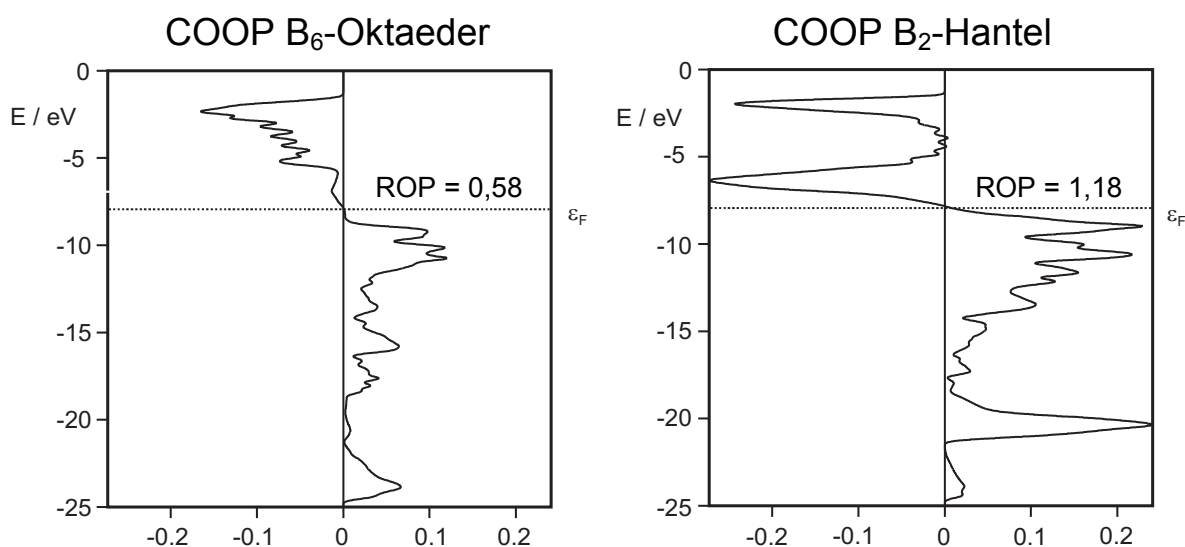 COOP B₆-Oktaeder
0
E / eV
-5
ROP = 0,58
εF
-10
-15
-20
-25
-0.2 -0.1 0 0.1 0.2
COOP B₂-Hantel
0
E / eV
-5
ROP = 1,18
εF
-10
-15
-20
-25
-0.2 -0.1 0 0.1 0.2